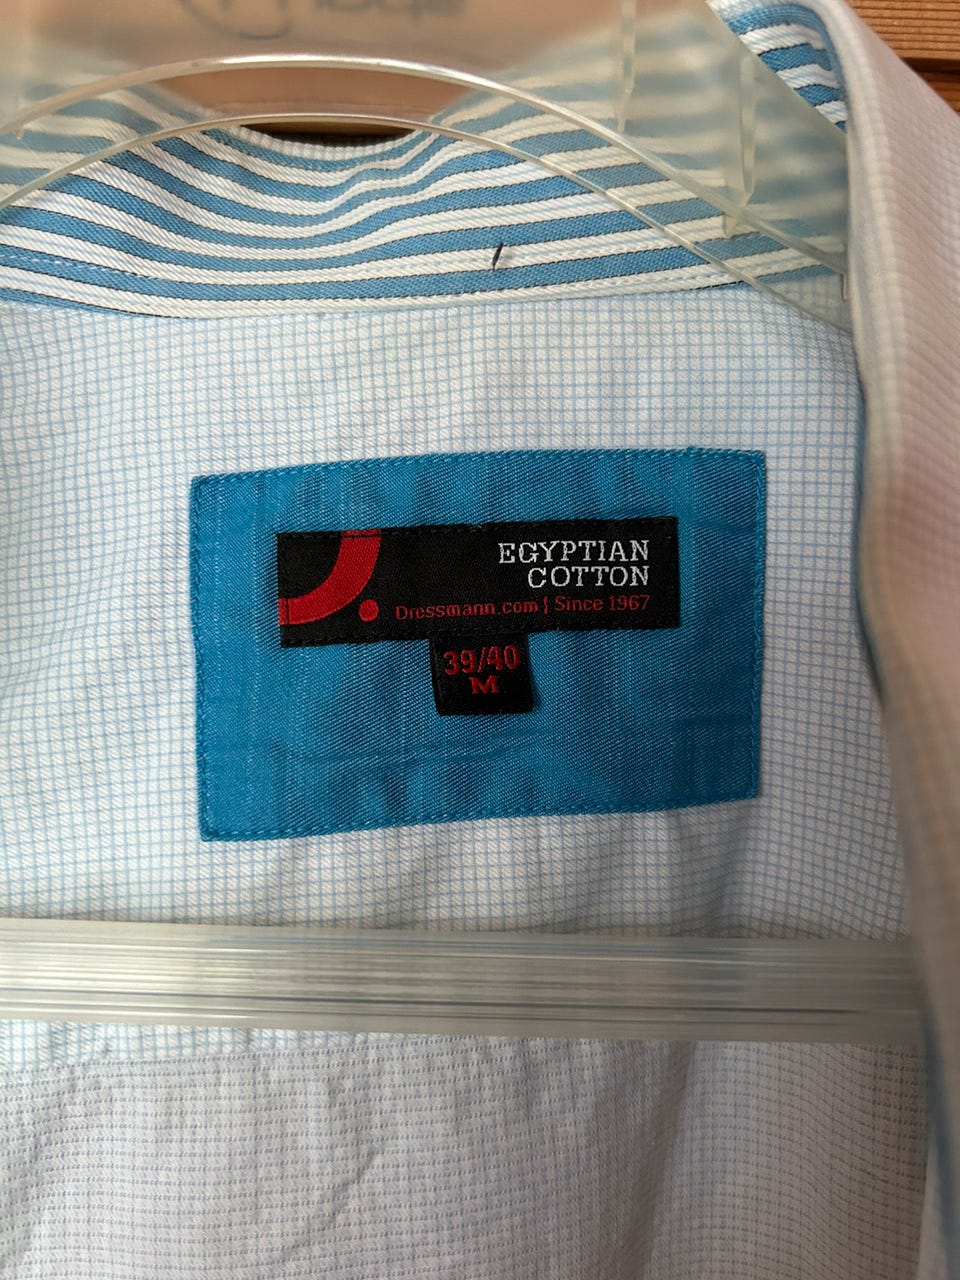 EGYPTIAN
COTTON
Dressmann.com | Since 1967
39/40
M